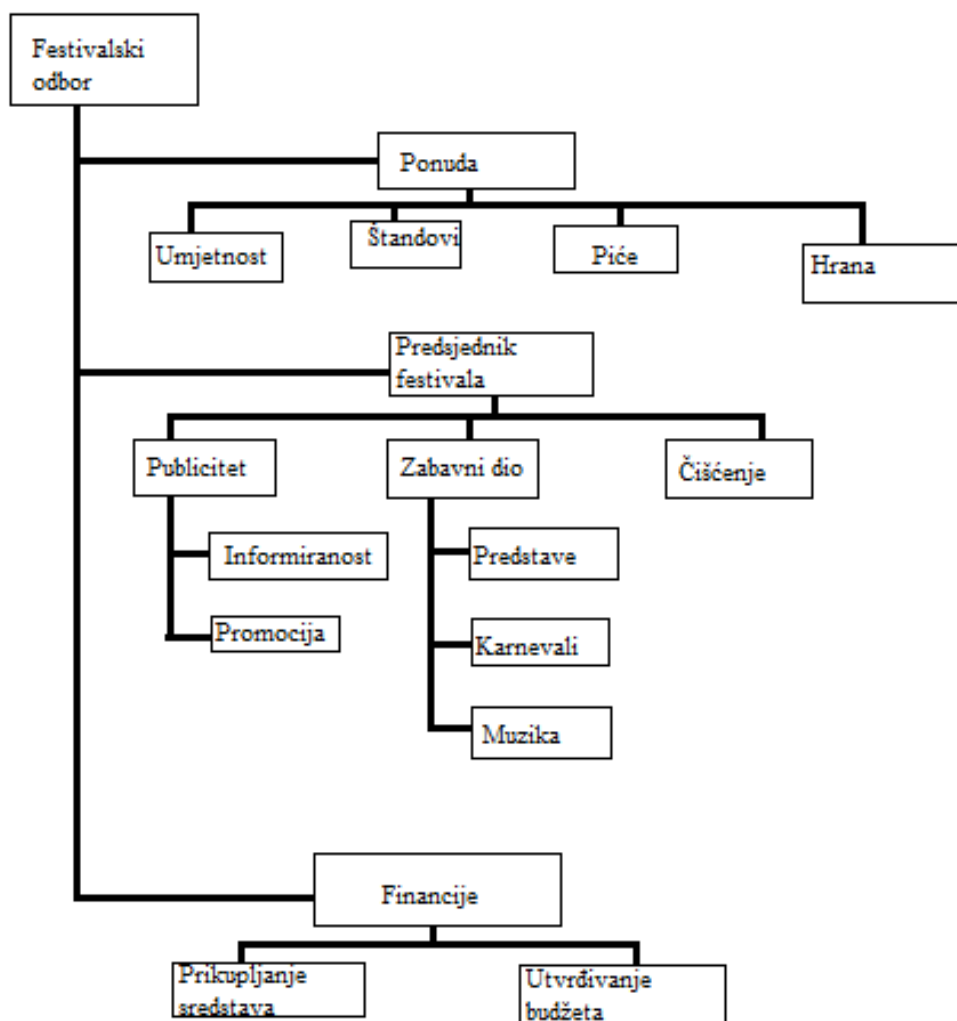 Festivalski
odbor
Ponuda
Umjetnost
Štandovi
Piće
Hrana
Predsjednik
festivala
Publicitet
Zabavni dio
Čišćenje
Informiranost
Predstave
Promocija
Karnevali
Muzika
Financije
Prikupljanje
sredstava
Utvrđivanje
budžeta